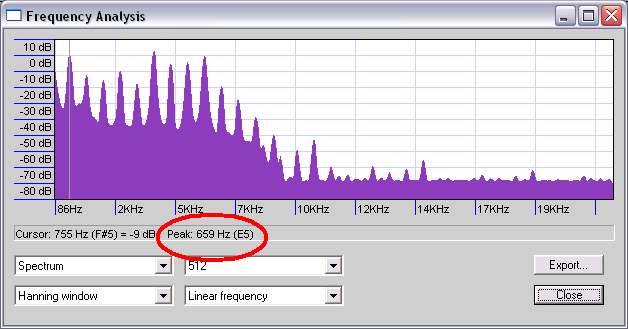 Frequency Analysis
10 dB
0 dB
-10 dB
-20 dB
-30 dB
-40 dB
-50 dB
-60 dB
-70 dB
-80 dB
86Hz 2KHz 5KHz 7KHz 10KHz 12KHz 14KHz 17KHz 19KHz
Cursor: 755 Hz (F#5) = -9 dB Peak: 659 Hz (E5)
Spectrum 512 Export...
Hanning window Linear frequency Close